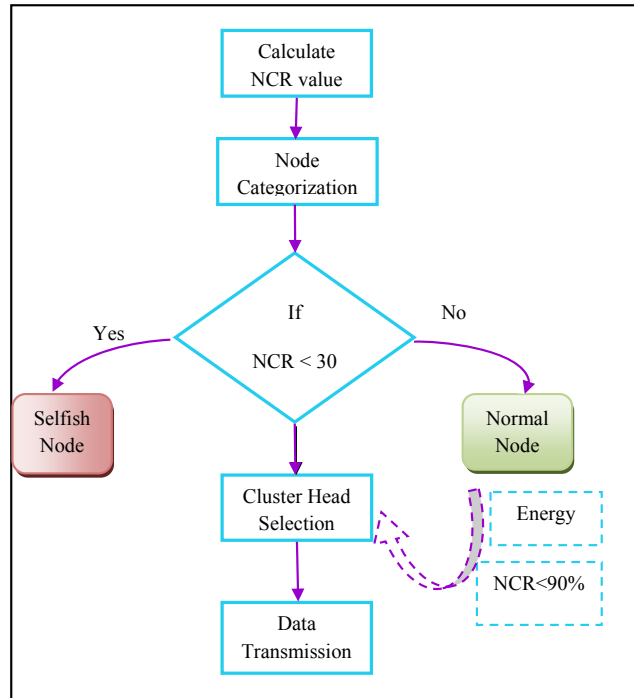 Calculate
NCR value
Node
Categorization
If
NCR < 30
Yes
No
Selfish
Node
Normal
Node
Cluster Head
Selection
Energy
NCR<90%
Data
Transmission